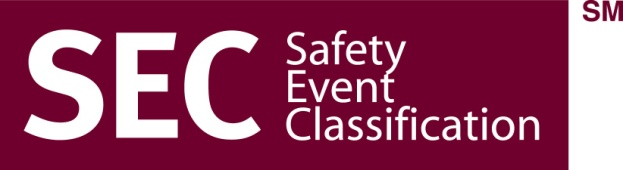 SEC Safety
Event
Classification
SM